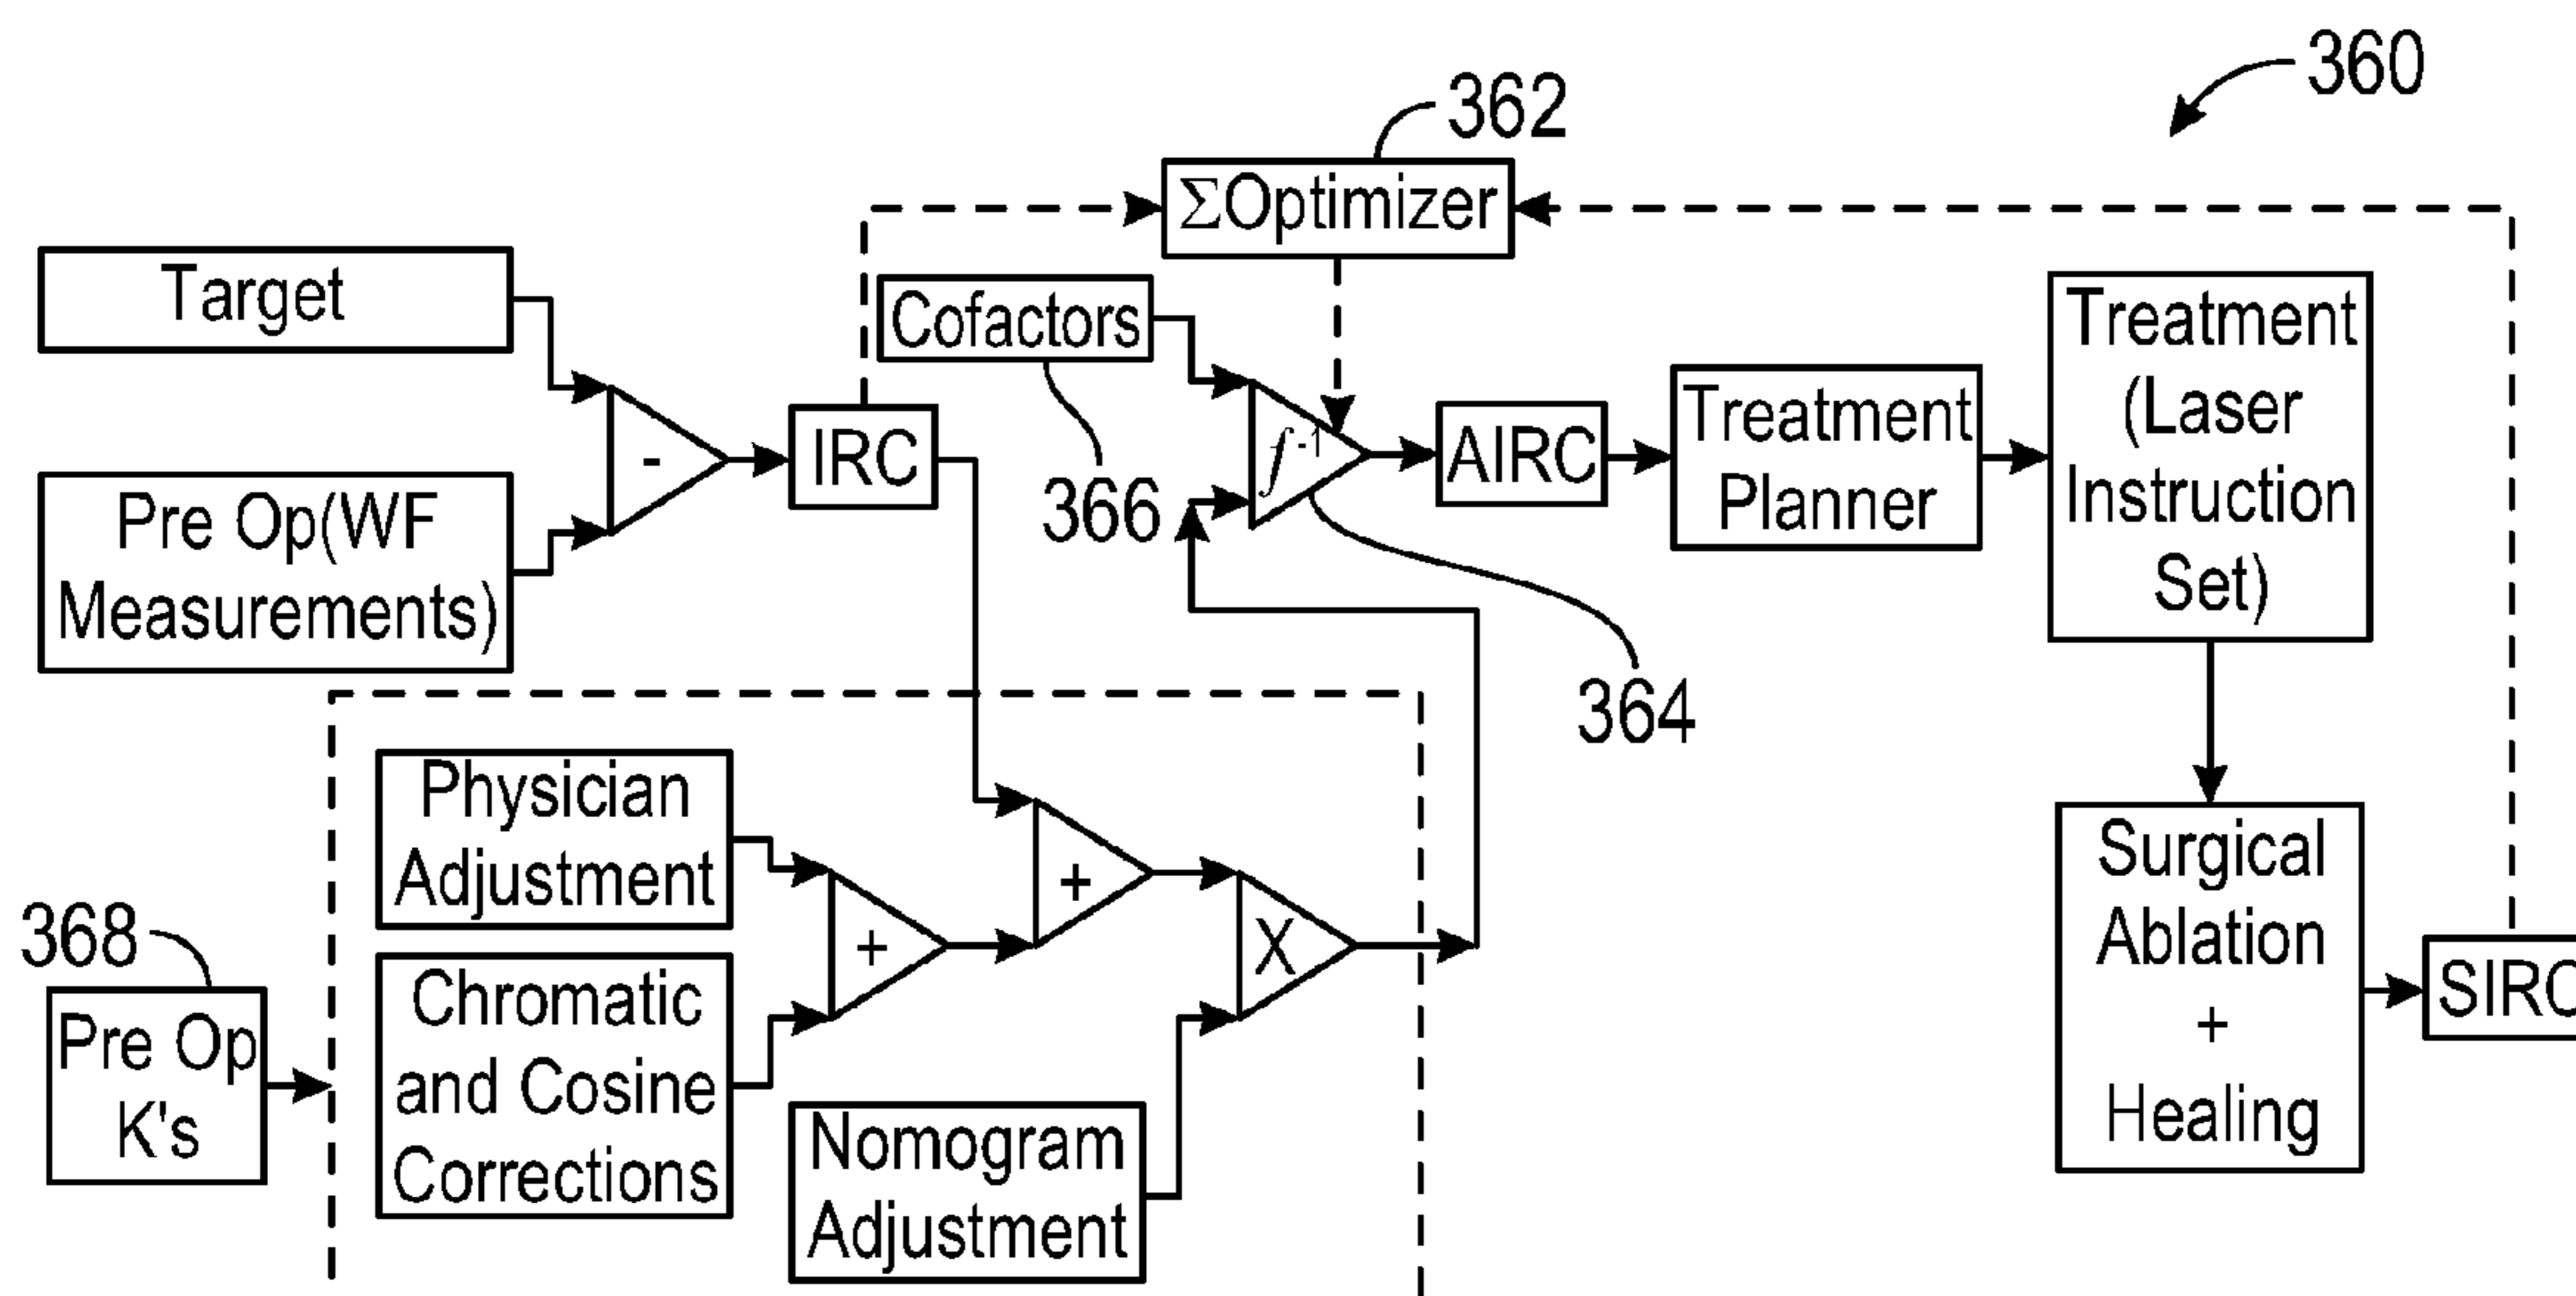 360
362
ΣOptimizer
Target
Cofactors
366
Pre Op(WF
Measurements)
-
IRC
f-1
364
AIRC
Treatment
Planner
Treatment
(Laser
Instruction
Set)
Physician
Adjustment
+
+
X
368
Pre Op
K's
Chromatic
and Cosine
Corrections
Nomogram
Adjustment
Surgical
Ablation
+
Healing
SIRC